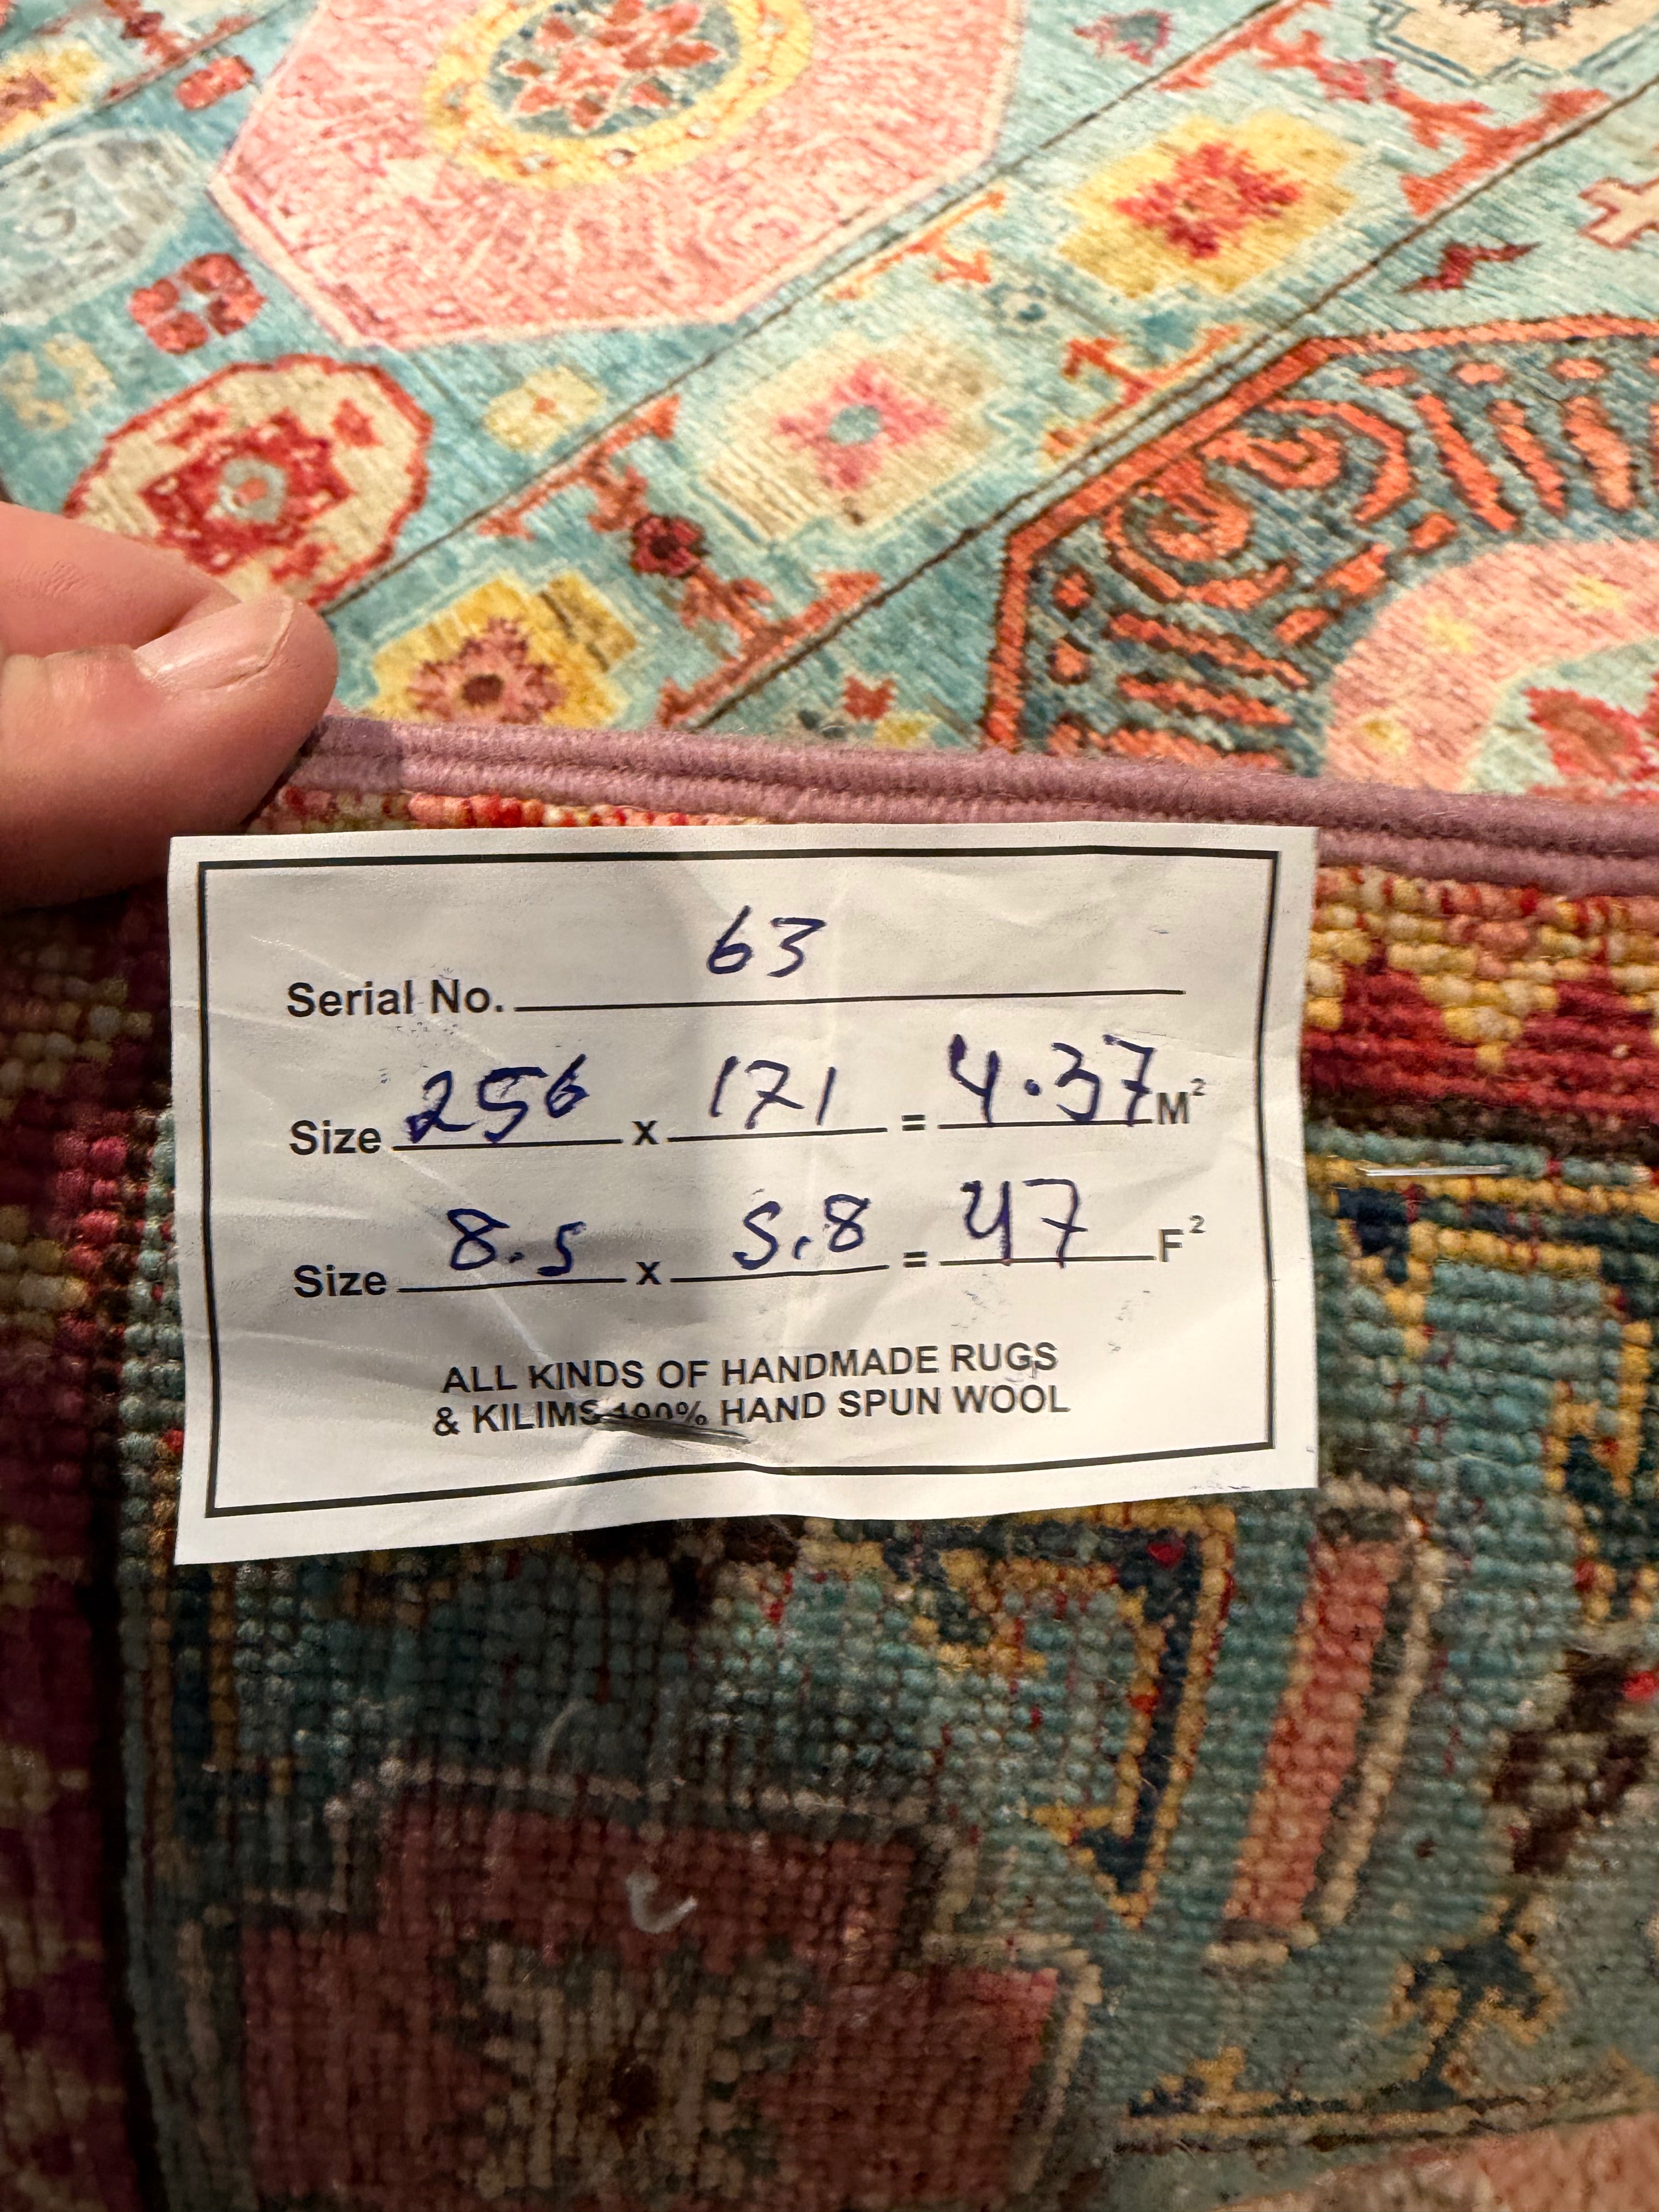 Serial No. 63
Size 256 x 171 = 4.37 M²
Size 8.5 x 5.8 = 47 F²
ALL KINDS OF HANDMADE RUGS
& KILIMS 100% HAND SPUN WOOL